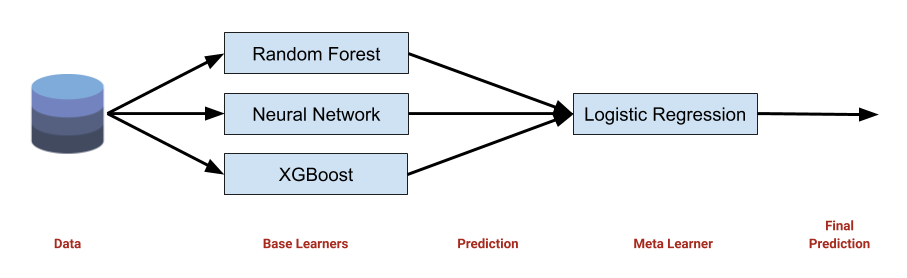 Random Forest
Neural Network
Logistic Regression
XGBoost
Final
Data
Base Learners
Prediction
Meta Learner
Prediction